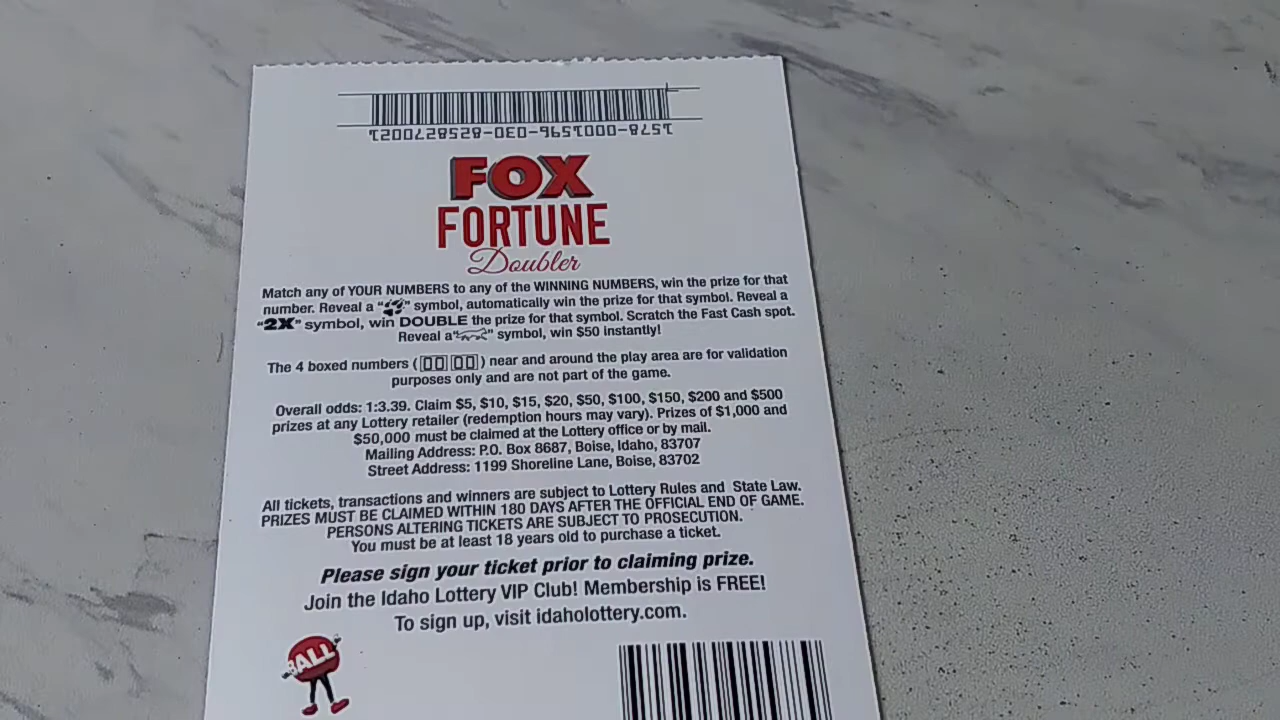 1578-0001596-030-85285270021
FOX
FORTUNE
Doubler
Match any of YOUR NUMBERS to any of the WINNING NUMBERS, win the prize for that
number. Reveal a "" symbol, automatically win the prize for that symbol. Reveal a
"2X" symbol, win DOUBLE the prize for that symbol. Scratch the Fast Cash spot.
Reveal a "" symbol, win $50 instantly!
The 4 boxed numbers ( ) near and around the play area are for validation
purposes only and are not part of the game.
Overall odds: 1:3.39. Claim $5, $10, $15, $20, $50, $100, $150, $200 and $500
prizes at any Lottery retailer (redemption hours may vary). Prizes of $1,000 and
$50,000 must be claimed at the Lottery office or by mail.
Mailing Address: P.O. Box 8687, Boise, Idaho, 83707
Street Address: 1199 Shoreline Lane, Boise, 83702
All tickets, transactions and winners are subject to Lottery Rules and State Law.
PRIZES MUST BE CLAIMED WITHIN 180 DAYS AFTER THE OFFICIAL END OF GAME.
PERSONS ALTERING TICKETS ARE SUBJECT TO PROSECUTION.
You must be at least 18 years old to purchase a ticket.
Please sign your ticket prior to claiming prize.
Join the Idaho Lottery VIP Club! Membership is FREE!
To sign up, visit idaholottery.com.
BALL